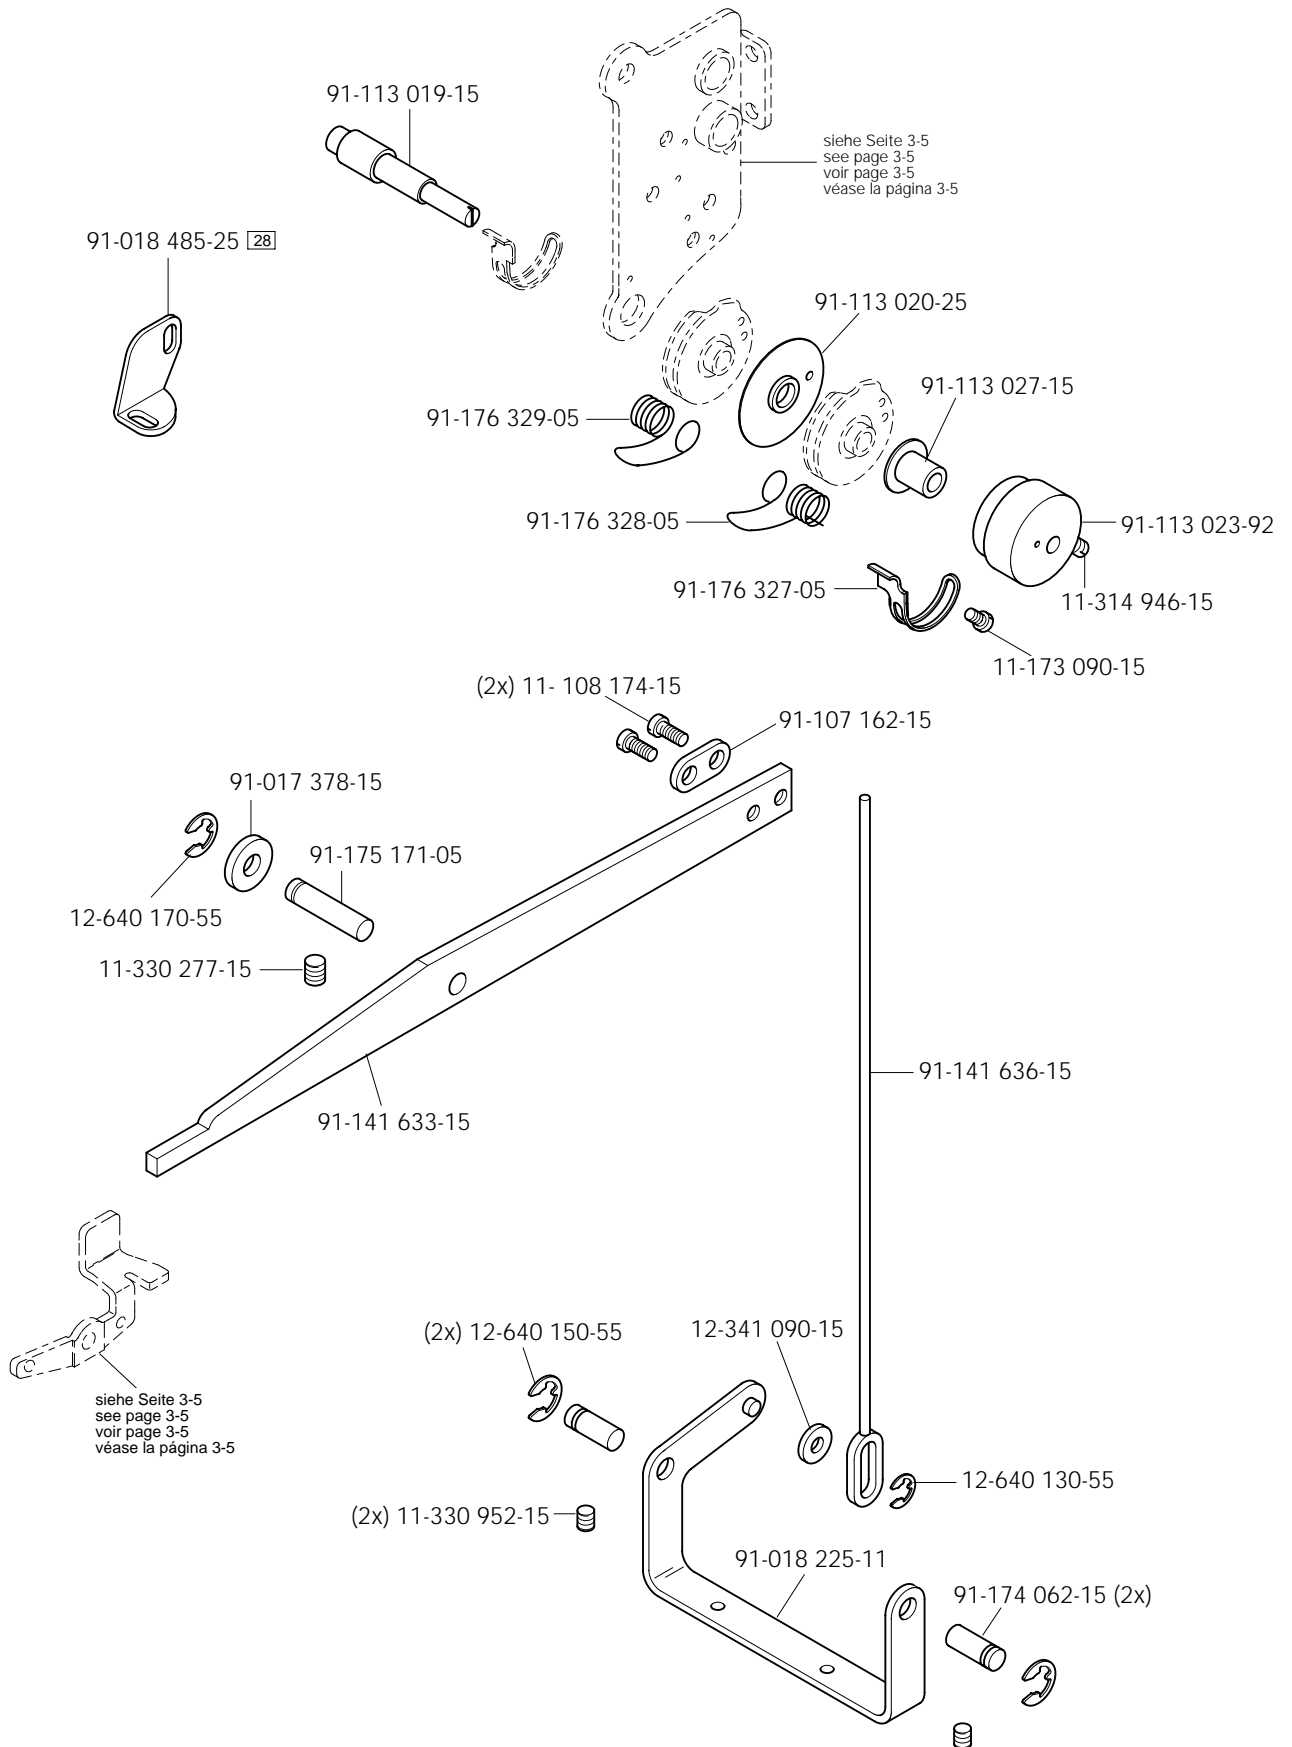 91-113 019-15
siehe Seite 3-5
see page 3-5
voir page 3-5
véase la página 3-5
91-018 485-25 28
91-113 020-25
91-113 027-15
91-176 329-05
91-176 328-05
91-113 023-92
91-176 327-05
11-314 946-15
11-173 090-15
(2x) 11- 108 174-15
91-107 162-15
91-017 378-15
91-175 171-05
12-640 170-55
11-330 277-15
91-141 636-15
91-141 633-15
(2x) 12-640 150-55
12-341 090-15
siehe Seite 3-5
see page 3-5
voir page 3-5
véase la página 3-5
12-640 130-55
(2x) 11-330 952-15
91-018 225-11
91-174 062-15 (2x)